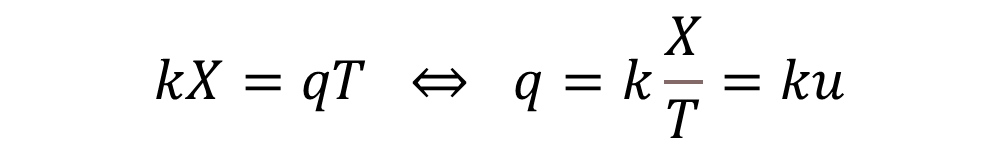 kX = qT ⇔ q = k X/T = ku